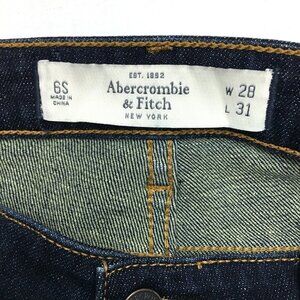 EST. 1892
6S
MADE IN
CHINA
Abercrombie
& Fitch
NEW YORK
W 28
L 31